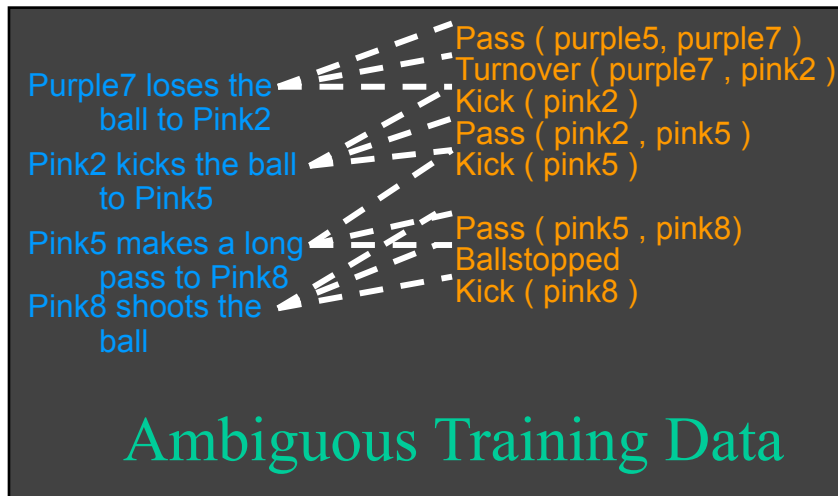 Purple7 loses the
ball to Pink2
Pink2 kicks the ball
to Pink5
Pink5 makes a long
pass to Pink8
Pink8 shoots the
ball
Pass ( purple5, purple7 )
Turnover ( purple7 , pink2 )
Kick ( pink2 )
Pass ( pink2 , pink5 )
Kick ( pink5 )
Pass ( pink5 , pink8)
Ballstopped
Kick ( pink8 )
Ambiguous Training Data